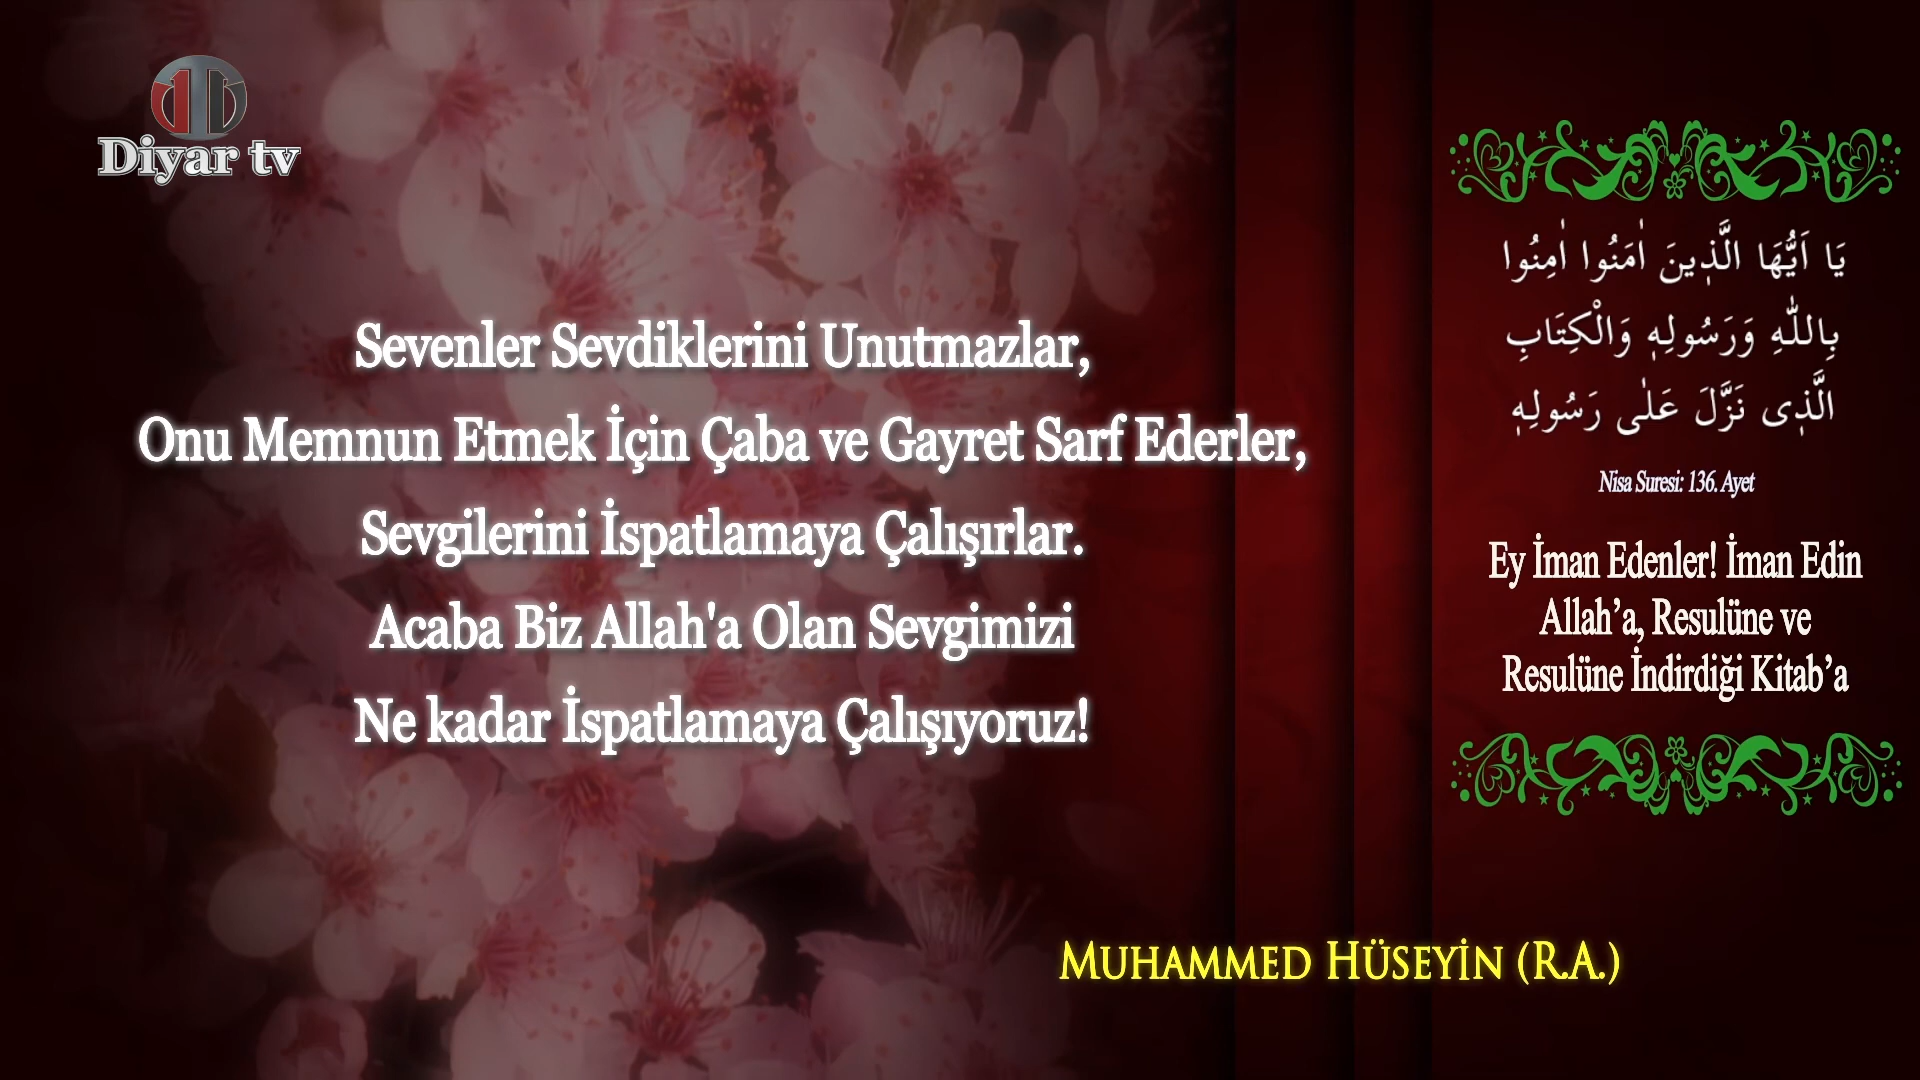 Diyar tv
Sevenler Sevdiklerini Unutmazlar,
Onu Memnun Etmek İçin Çaba ve Gayret Sarf Ederler,
Sevgilerini İspatlamaya Çalışırlar.
Acaba Biz Allah'a Olan Sevgimizi
Ne kadar İspatlamaya Çalışıyoruz!
MUHAMMED HÜSEYİN (R.A.)
يَا اَيُّهَا الَّذ۪ينَ اٰمَنُوا اٰمِنُوا
بِاللّٰهِ وَرَسُولِه۪ وَالْكِتَابِ
الَّذ۪ى نَزَّلَ عَلٰى رَسُولِه۪
Nisa Suresi: 136. Ayet
Ey İman Edenler! İman Edin
Allah’a, Resulüne ve
Resulüne İndirdiği Kitab’a